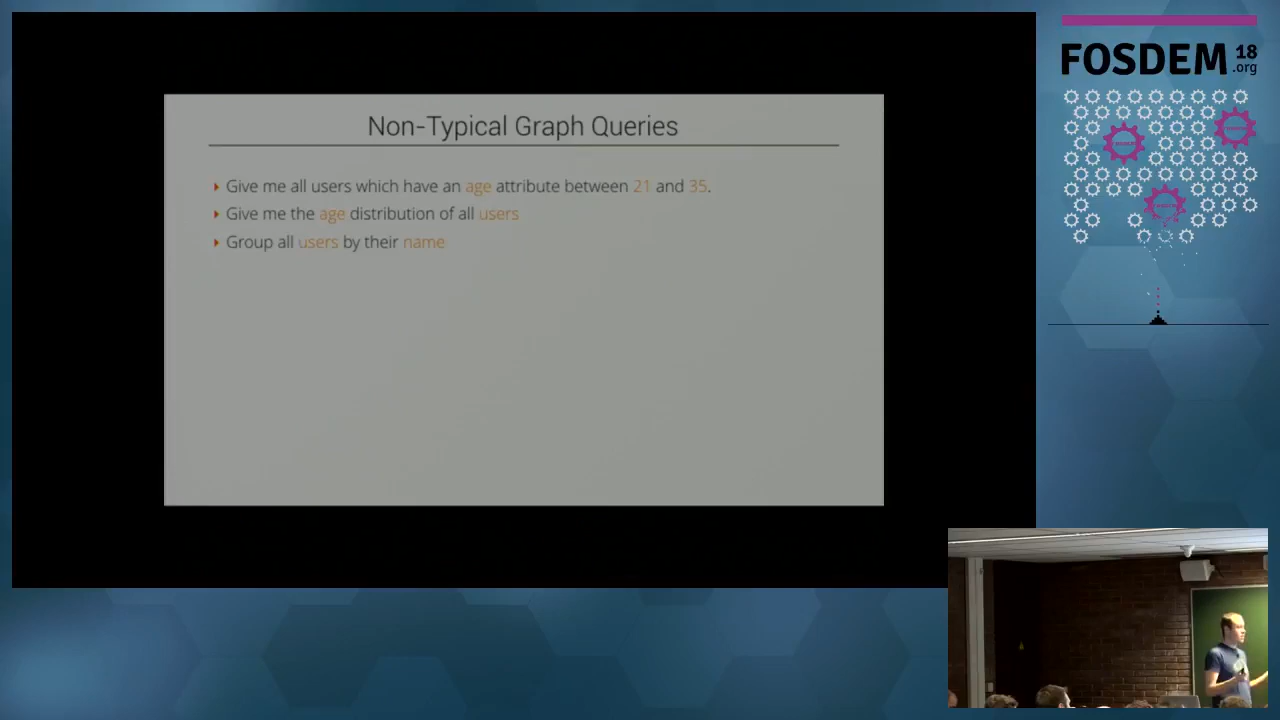 Non-Typical Graph Queries
Give me all users which have an age attribute between 21 and 35.
Give me the age distribution of all users
Group all users by their name
FOSDEM 18
.org